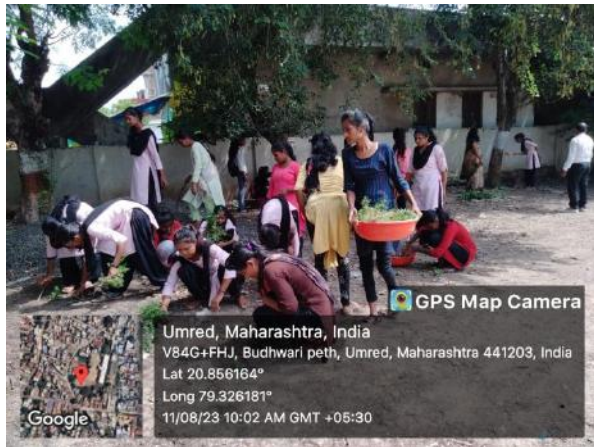 GPS Map Camera
Umred, Maharashtra, India
V84G+FHJ, Budhwari peth, Umred, Maharashtra 441203, India
Lat 20.856164°
Long 79.326181°
11/08/23 10:02 AM GMT +05:30
Google